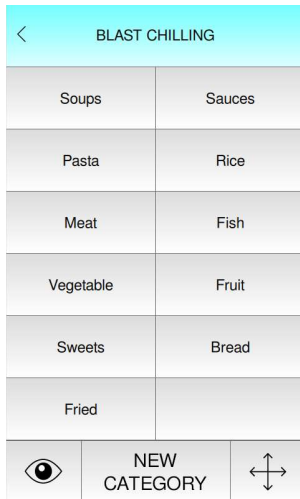 BLAST CHILLING
Soups Sauces
Pasta Rice
Meat Fish
Vegetable Fruit
Sweets Bread
Fried
NEW
CATEGORY